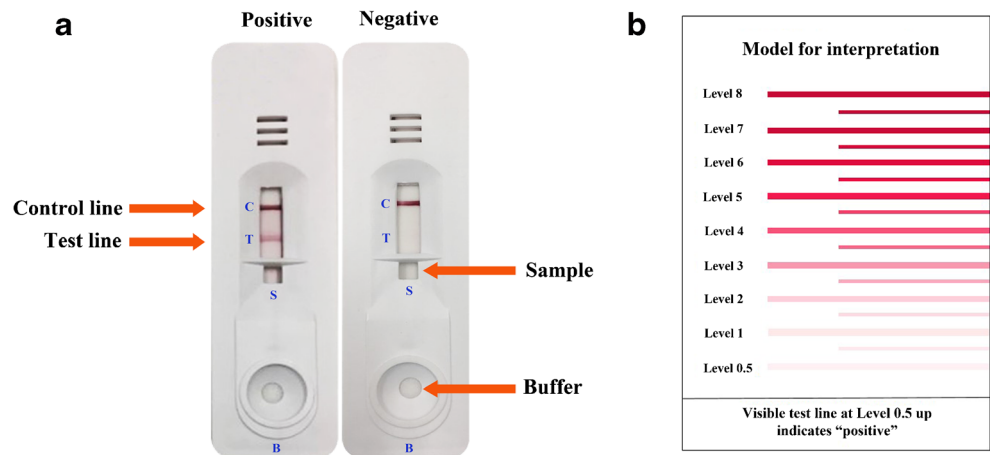 a
Positive
Negative
Control line
Test line
C
T
S
B
C
T
S
B
Sample
Buffer
b
Model for interpretation
Level 8
Level 7
Level 6
Level 5
Level 4
Level 3
Level 2
Level 1
Level 0.5
Visible test line at Level 0.5 up
indicates “positive”